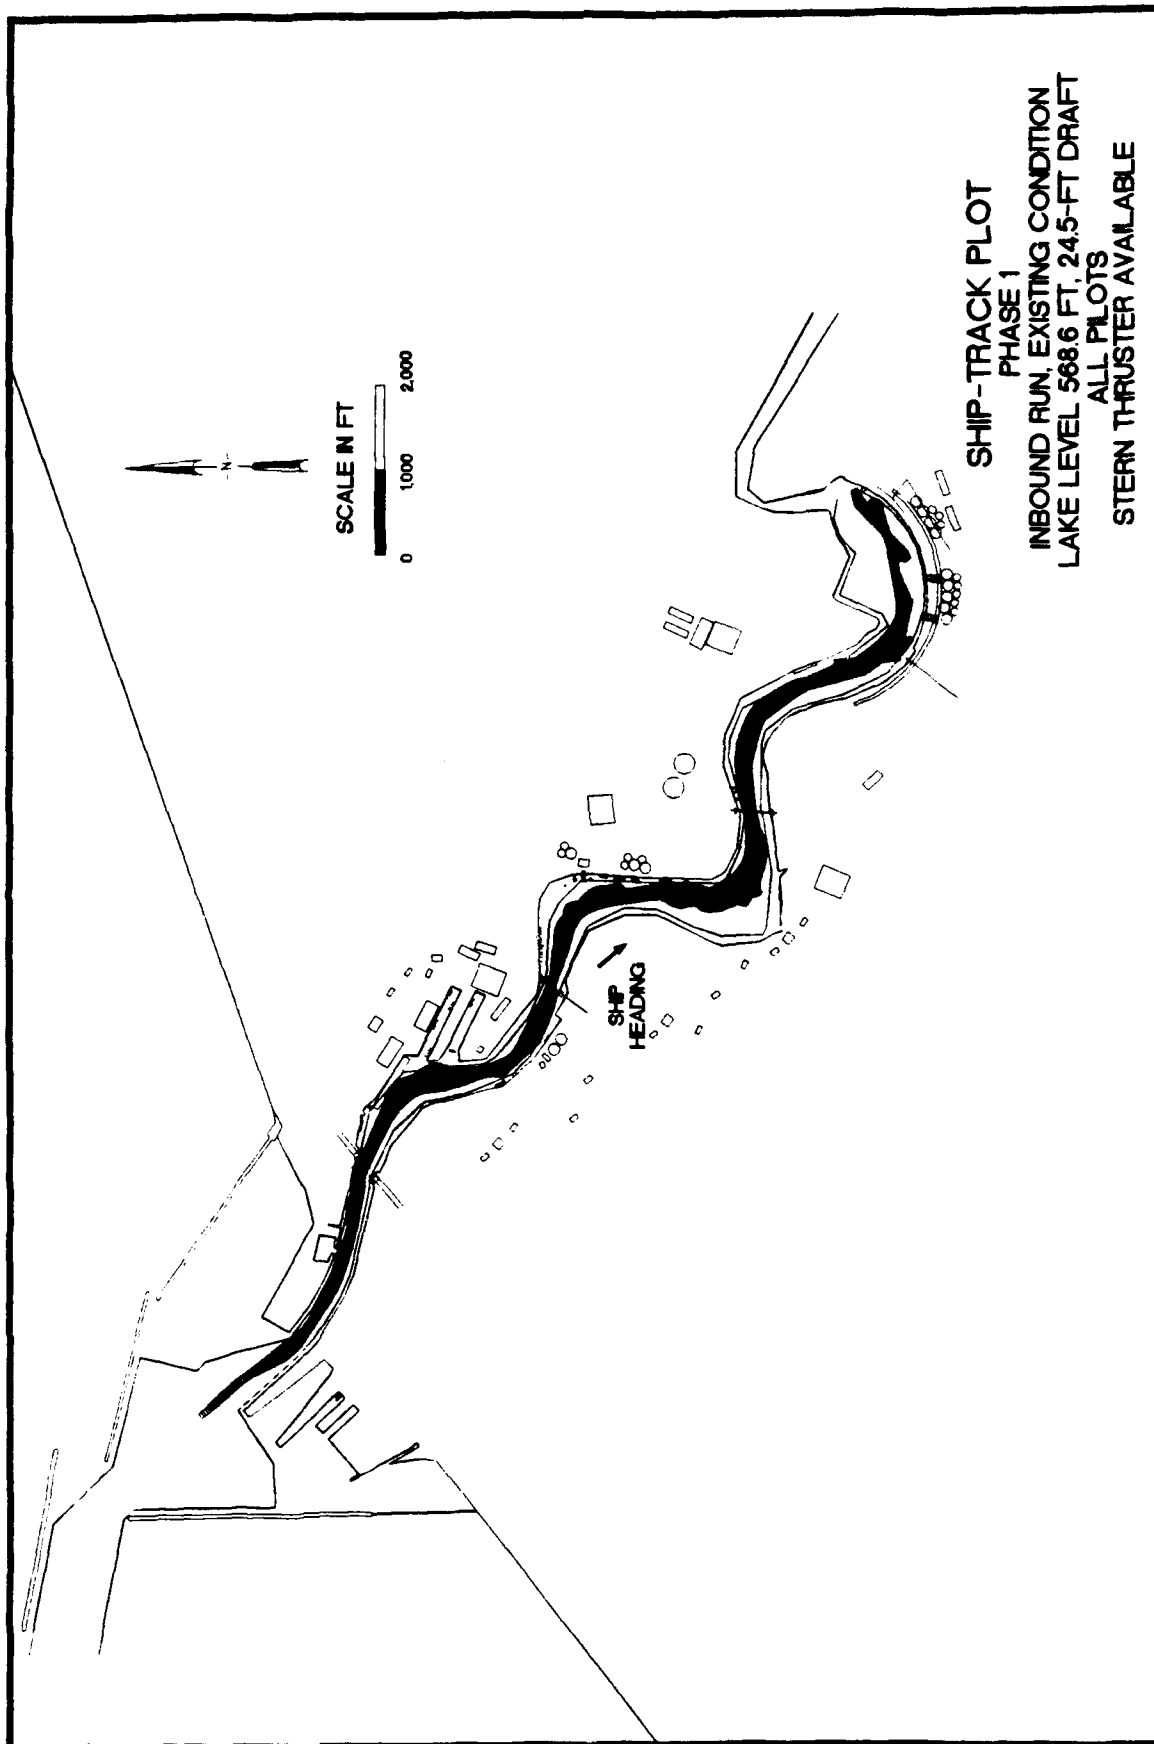 SCALE IN FT
0 1,000 2,000
N
SHIP
HEADING
SHIP-TRACK PLOT
PHASE 1
INBOUND RUN, EXISTING CONDITION
LAKE LEVEL 568.6 FT, 24.5-FT DRAFT
ALL PILOTS
STERN THRUSTER AVAILABLE